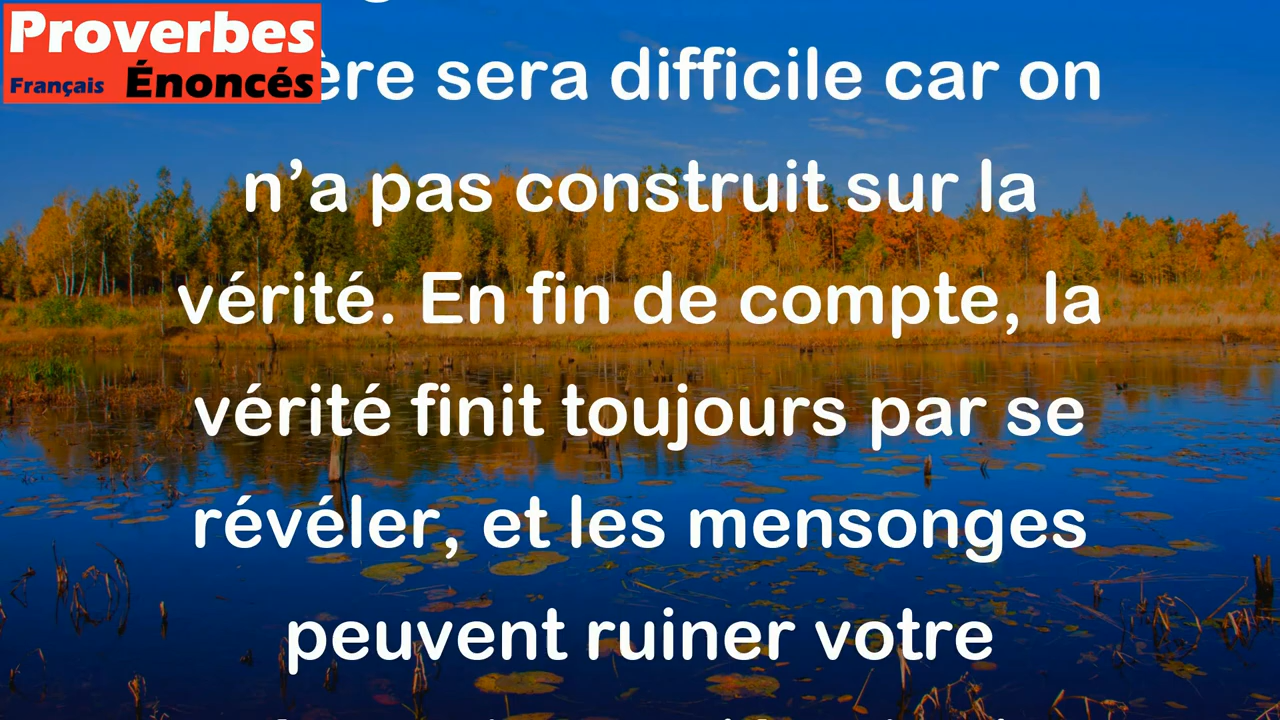 Proverbes
Français Énoncés
sera difficile car on
n’a pas construit sur la
vérité. En fin de compte, la
vérité finit toujours par se
révéler, et les mensonges
peuvent ruiner votre